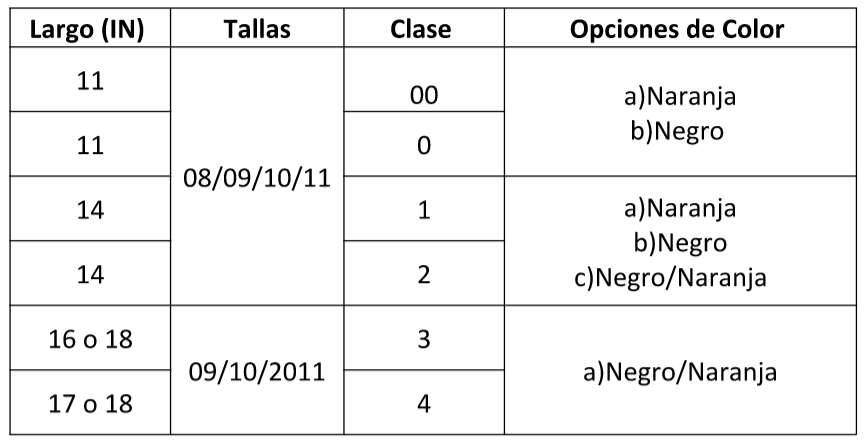 Largo (IN) Tallas Clase Opciones de Color
11 00 a)Naranja
b)Negro
11 0
08/09/10/11
14 1 a)Naranja
b)Negro
14 2 c)Negro/Naranja
16 o 18 3
09/10/2011 a)Negro/Naranja
17 o 18 4